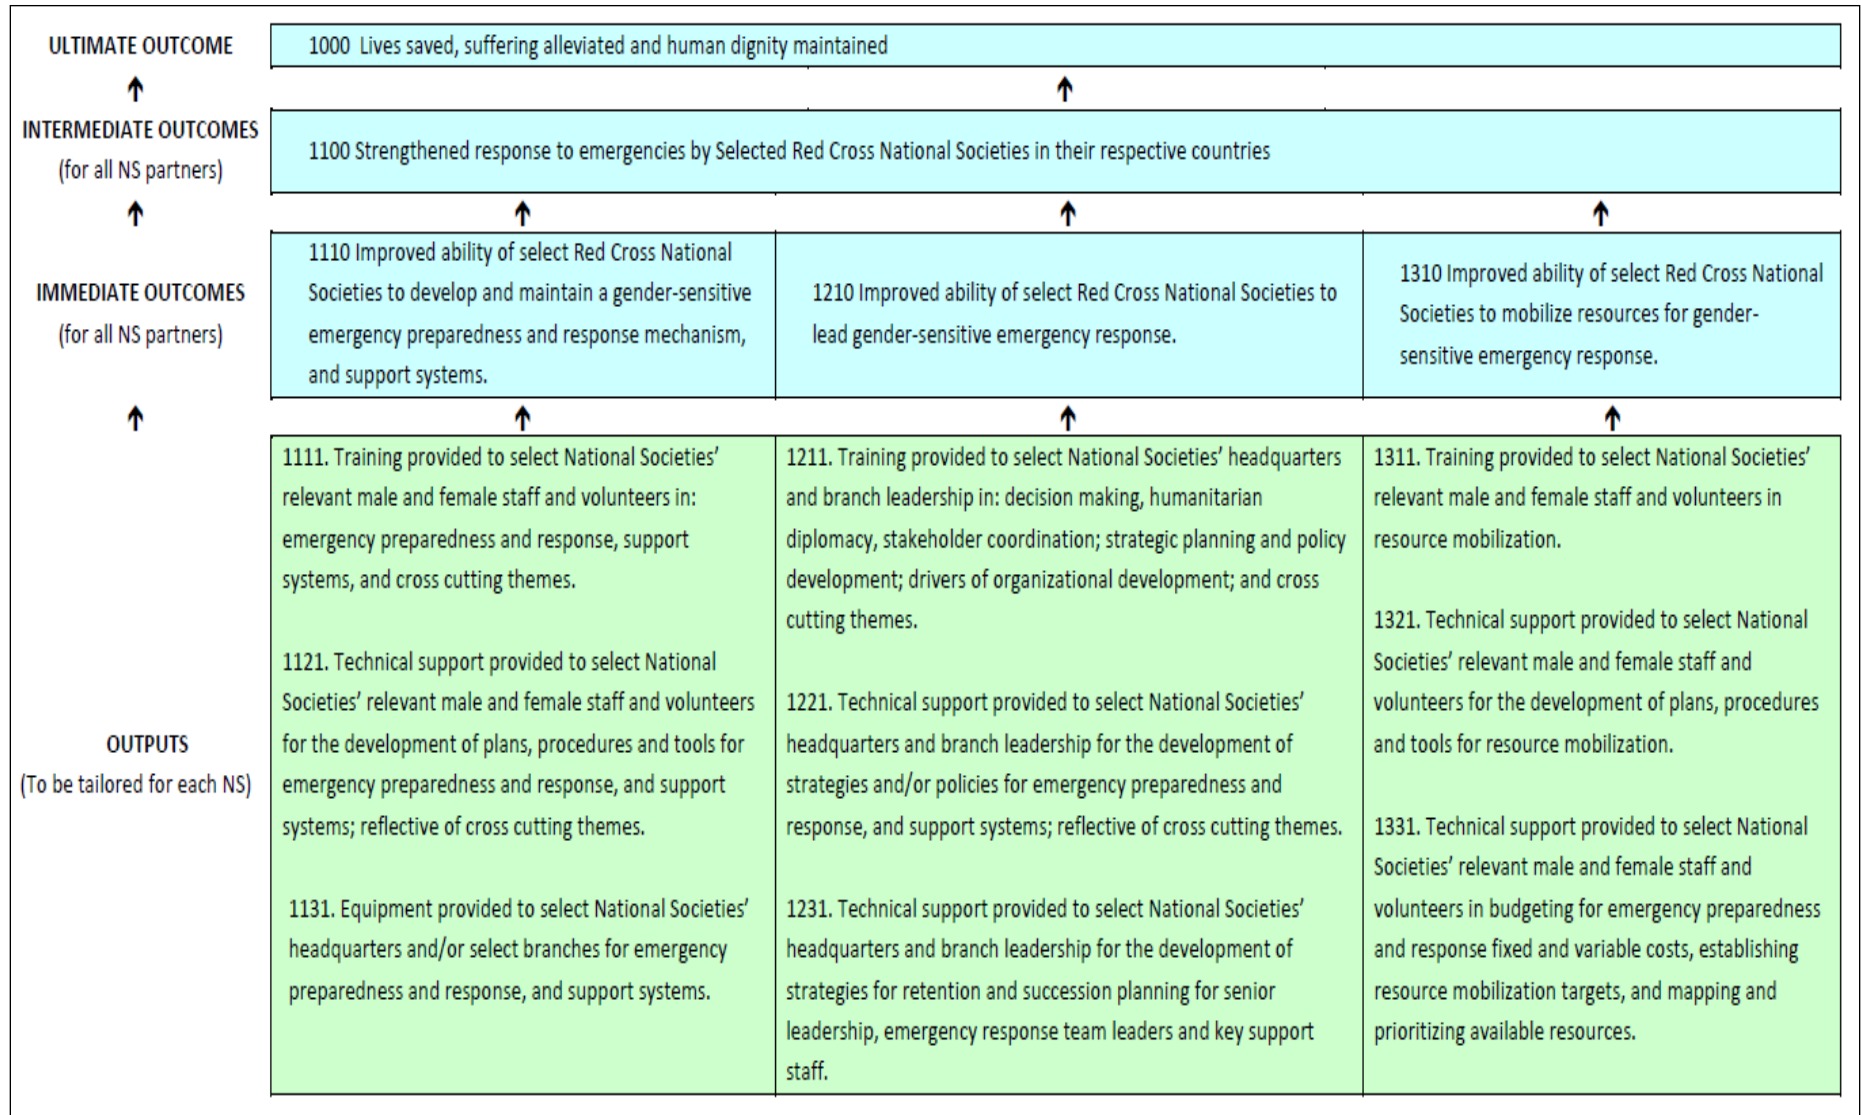 ULTIMATE OUTCOME
1000 Lives saved, suffering alleviated and human dignity maintained
INTERMEDIATE OUTCOMES
(for all NS partners)
1100 Strengthened response to emergencies by Selected Red Cross National Societies in their respective countries
IMMEDIATE OUTCOMES
(for all NS partners)
1110 Improved ability of select Red Cross National
Societies to develop and maintain a gender-sensitive
emergency preparedness and response mechanism,
and support systems.
1210 Improved ability of select Red Cross National Societies to
lead gender-sensitive emergency response.
1310 Improved ability of select Red Cross National
Societies to mobilize resources for gender-
sensitive emergency response.
OUTPUTS
(To be tailored for each NS)
1111. Training provided to select National Societies’
relevant male and female staff and volunteers in:
emergency preparedness and response, support
systems, and cross cutting themes.
1121. Technical support provided to select National
Societies’ relevant male and female staff and volunteers
for the development of plans, procedures and tools for
emergency preparedness and response, and support
systems; reflective of cross cutting themes.
1131. Equipment provided to select National Societies’
headquarters and/or select branches for emergency
preparedness and response, and support systems.
1211. Training provided to select National Societies’ headquarters
and branch leadership in: decision making, humanitarian
diplomacy, stakeholder coordination; strategic planning and policy
development; drivers of organizational development; and cross
cutting themes.
1221. Technical support provided to select National Societies’
headquarters and branch leadership for the development of
strategies and/or policies for emergency preparedness and
response, and support systems; reflective of cross cutting themes.
1231. Technical support provided to select National Societies’
headquarters and branch leadership for the development of
strategies for retention and succession planning for senior
leadership, emergency response team leaders and key support
staff.
1311. Training provided to select National Societies’
relevant male and female staff and volunteers in
resource mobilization.
1321. Technical support provided to select National
Societies’ relevant male and female staff and
volunteers for the development of plans, procedures
and tools for resource mobilization.
1331. Technical support provided to select National
Societies’ relevant male and female staff and
volunteers in budgeting for emergency preparedness
and response fixed and variable costs, establishing
resource mobilization targets, and mapping and
prioritizing available resources.